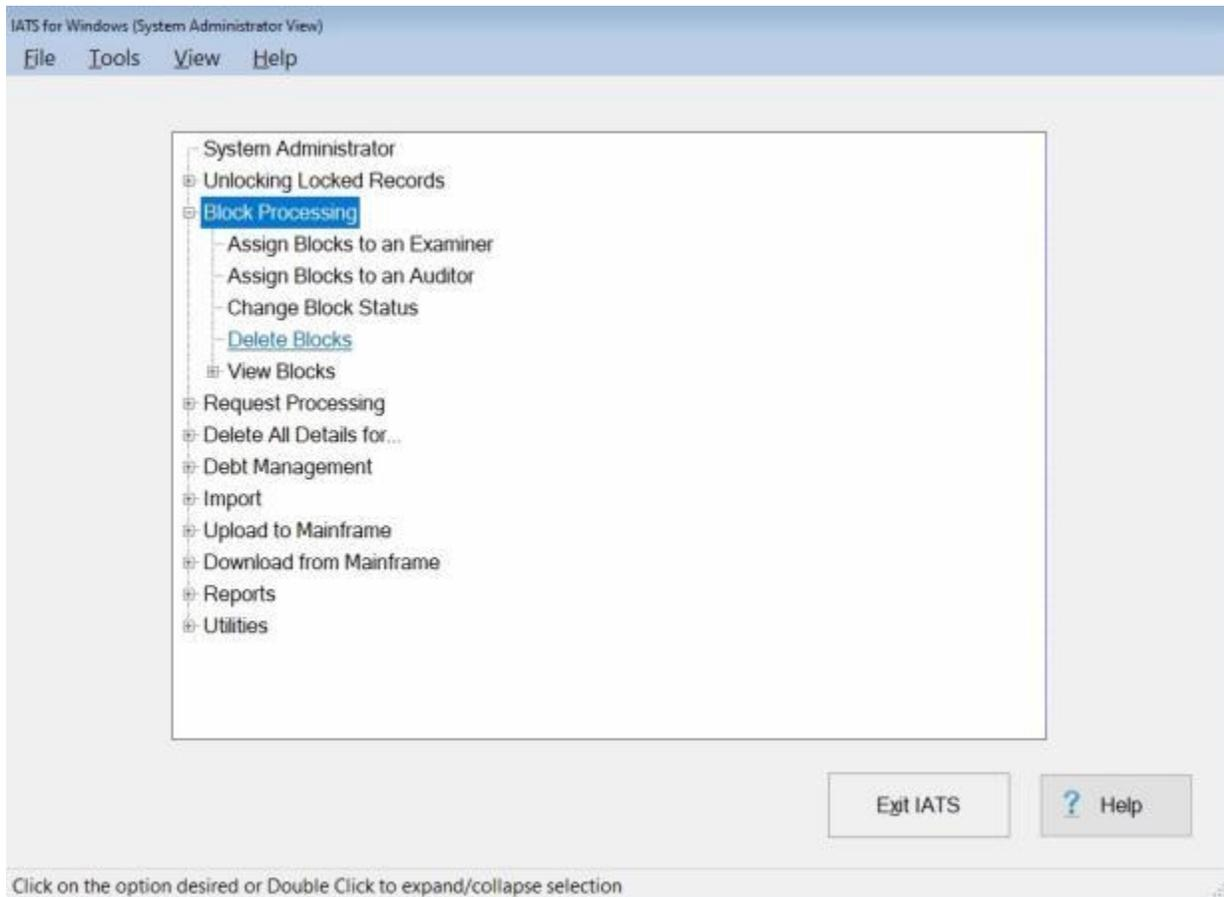 IATS for Windows (System Administrator View)
File Tools View Help
System Administrator
Unlocking Locked Records
Block Processing
Assign Blocks to an Examiner
Assign Blocks to an Auditor
Change Block Status
Delete Blocks
View Blocks
Request Processing
Delete All Details for...
Debt Management
Import
Upload to Mainframe
Download from Mainframe
Reports
Utilities
Exit IATS ? Help
Click on the option desired or Double Click to expand/collapse selection